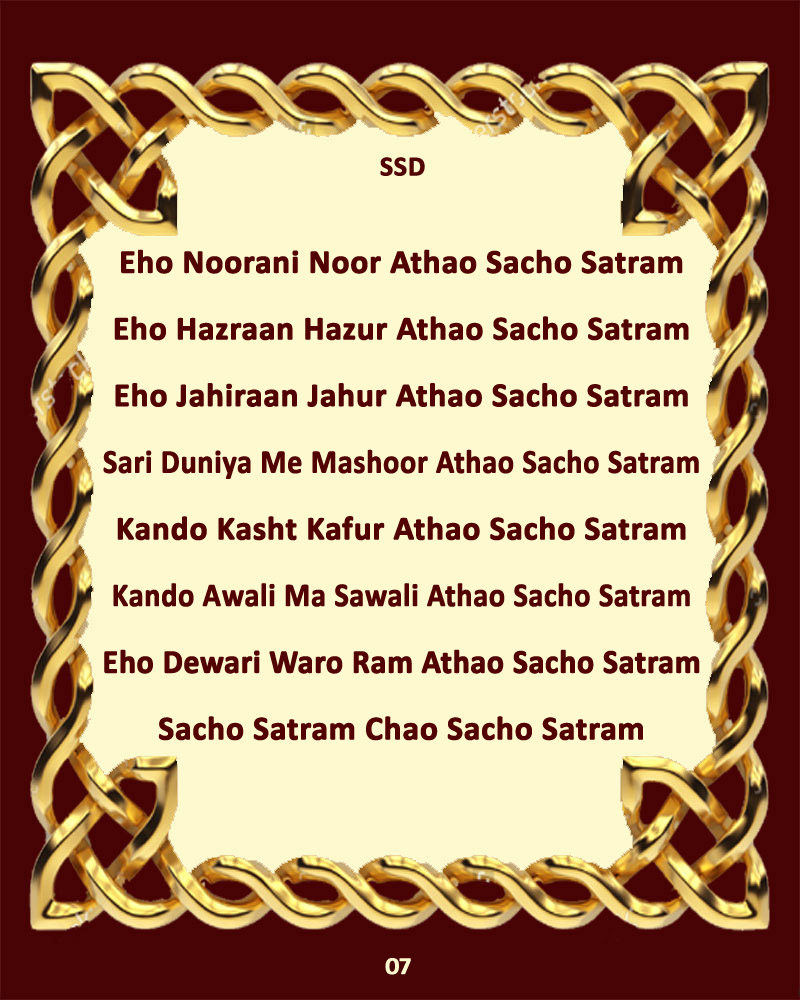 SSD
Eho Noorani Noor Athao Sacho Satram
Eho Hazraan Hazur Athao Sacho Satram
Eho Jahiraan Jahur Athao Sacho Satram
Sari Duniya Me Mashoor Athao Sacho Satram
Kando Kasht Kafur Athao Sacho Satram
Kando Awali Ma Sawali Athao Sacho Satram
Eho Dewari Waro Ram Athao Sacho Satram
Sacho Satram Chao Sacho Satram
07